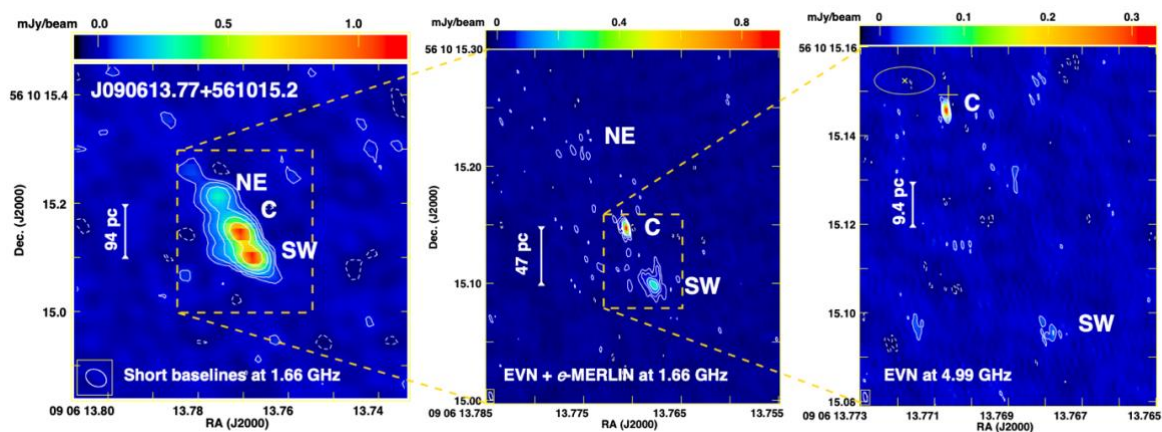 mJy/beam 0.0 0.5 1.0
J090613.77+561015.2
56 10 15.4
15.2
15.0
Dec. (J2000)
94 pc
NE
C
SW
Short baselines at 1.66 GHz
09 06 13.80 13.78 13.76 13.74
RA (J2000)
mJy/beam 0 0.4 0.8
56 10 15.30
15.20
15.10
15.00
Dec. (J2000)
47 pc
NE
C
SW
EVN + e-MERLIN at 1.66 GHz
09 06 13.785 13.775 13.765 13.755
RA (J2000)
mJy/beam 0 0.1 0.2 0.3
56 10 15.16
15.14
15.12
15.10
15.08
15.06
Dec. (J2000)
9.4 pc
C
SW
EVN at 4.99 GHz
09 06 13.773 13.771 13.769 13.767 13.765
RA (J2000)